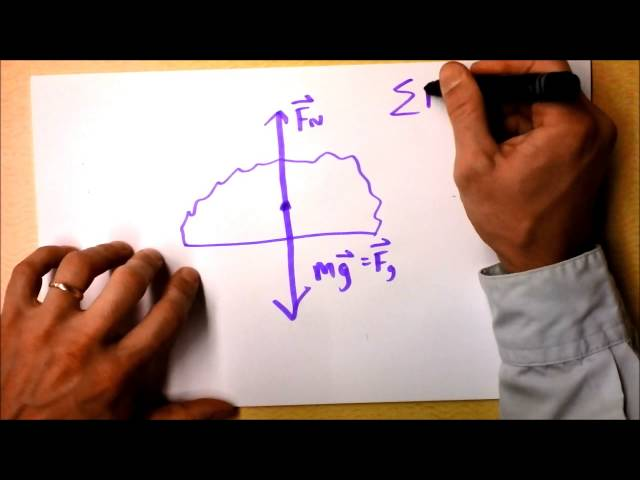 Σ
F⃗N
mg⃗ = F⃗g